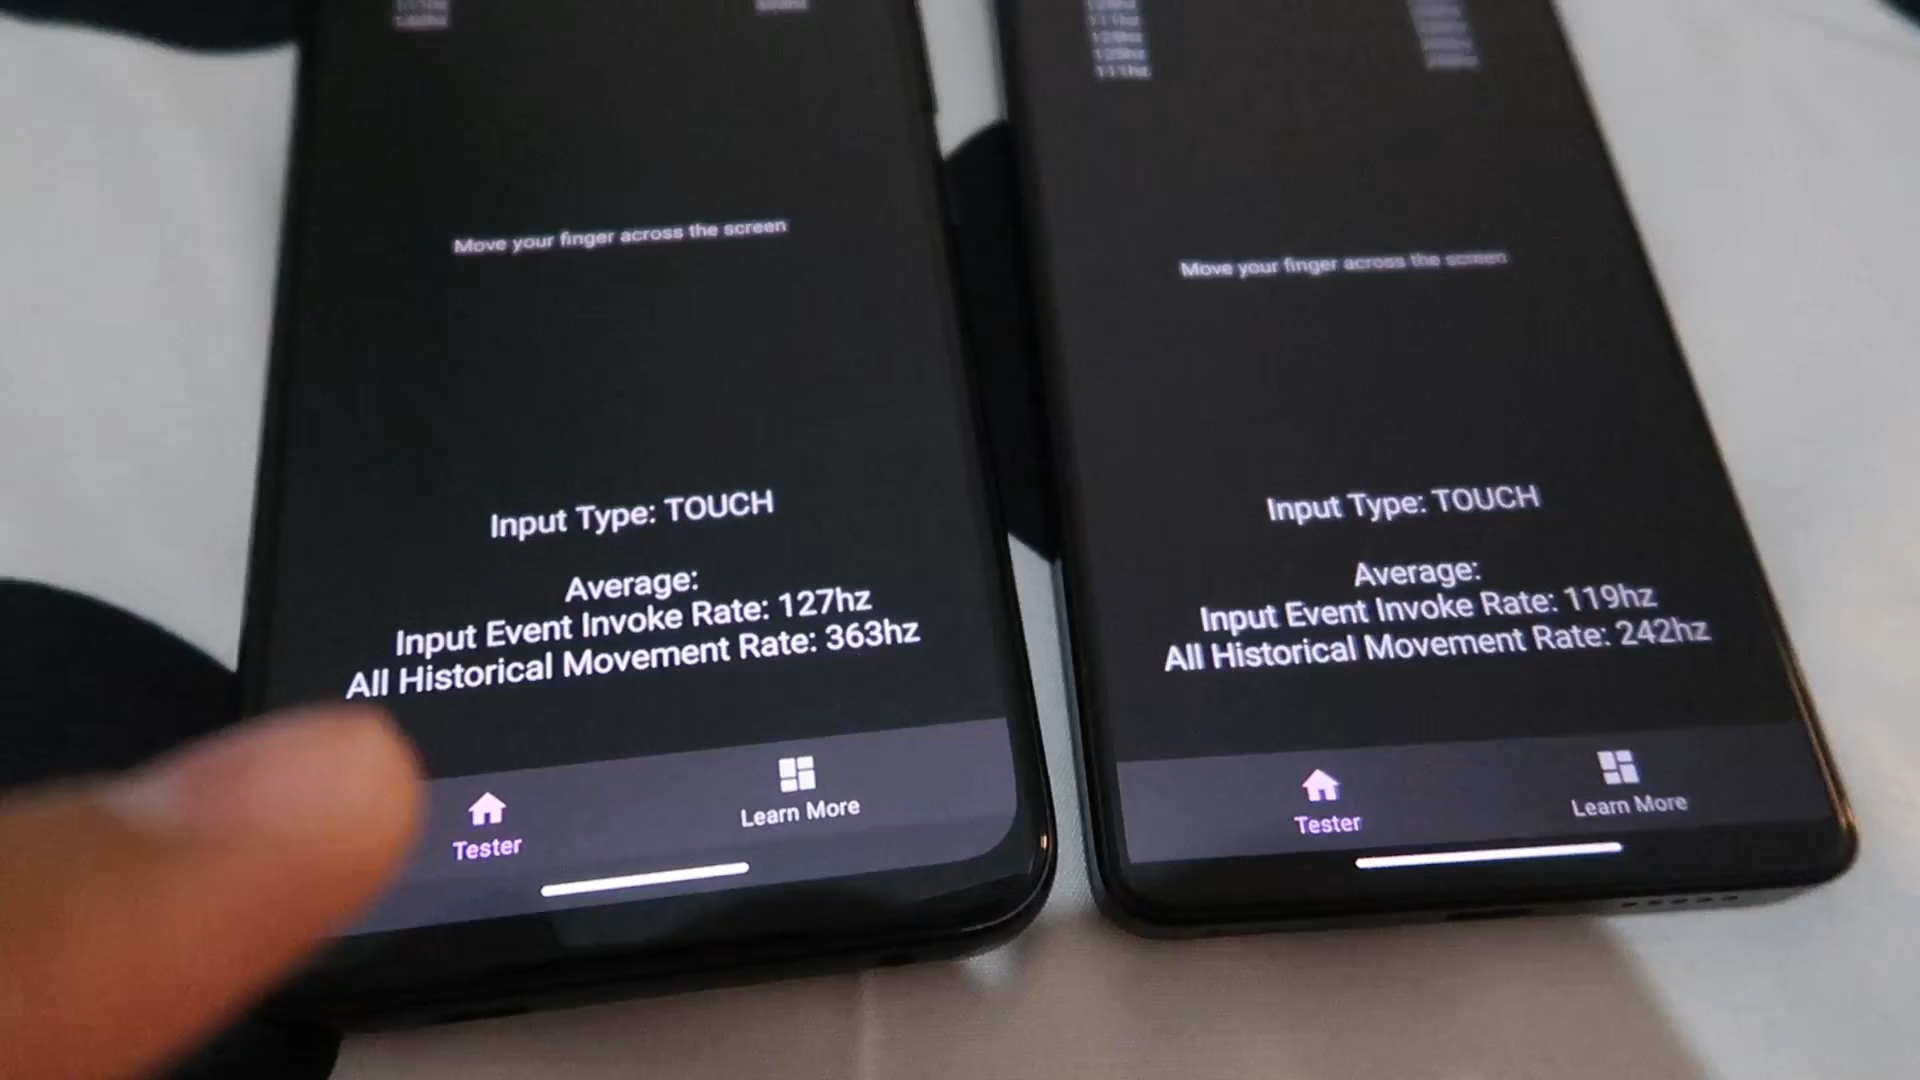 111hz
Move your finger across the screen
Input Type: TOUCH
Average:
Input Event Invoke Rate: 127hz
All Historical Movement Rate: 363hz
Tester
Learn More
Move your finger across the screen
Input Type: TOUCH
Average:
Input Event Invoke Rate: 119hz
All Historical Movement Rate: 242hz
Tester
Learn More